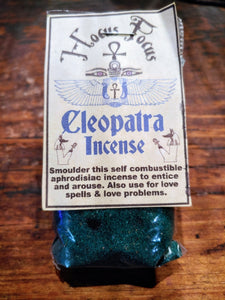 Hocus Pocus
Cleopatra
Incense
Smoulder this self combustible
aphrodisiac incense to entice
and arouse. Also use for love
spells & love problems.